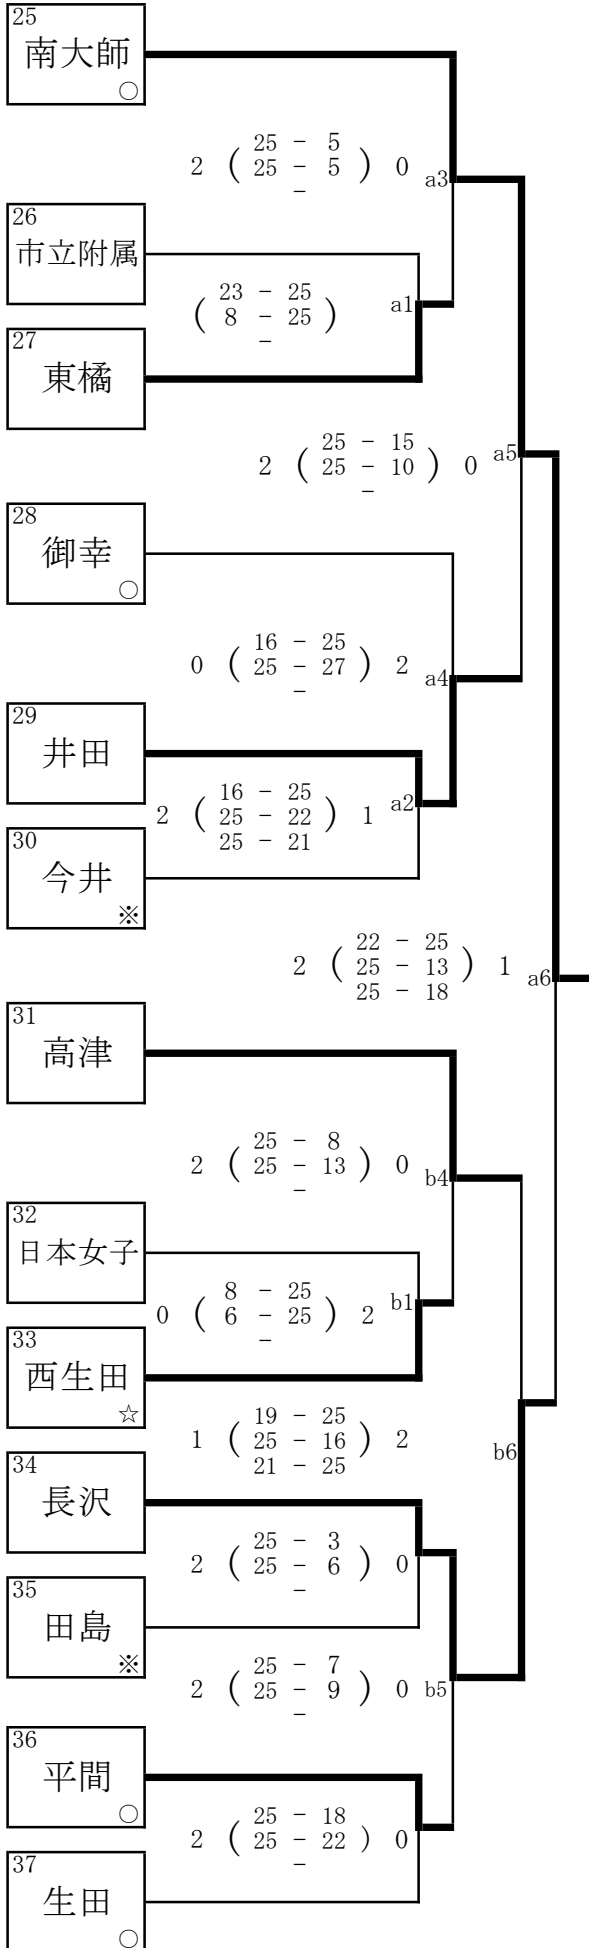 25
南大師
○
25 - 5
2 ( 25 - 5 ) 0
-
a3
26
市立附属
23 - 25
( 8 - 25 )
-
a1
27
東橘
25 - 15
2 ( 25 - 10 ) 0
-
a5
28
御幸
○
16 - 25
0 ( 25 - 27 ) 2
-
a4
29
井田
16 - 25
2 ( 25 - 22 ) 1
25 - 21
a2
30
今井
※
22 - 25
2 ( 25 - 13 ) 1
25 - 18
a6
31
高津
25 - 8
2 ( 25 - 13 ) 0
-
b4
32
日本女子
8 - 25
0 ( 6 - 25 ) 2
-
b1
33
西生田
☆
19 - 25
1 ( 25 - 16 ) 2
21 - 25
b6
34
長沢
25 - 3
2 ( 25 - 6 ) 0
-
35
田島
※
25 - 7
2 ( 25 - 9 ) 0
-
b5
36
平間
○
25 - 18
2 ( 25 - 22 ) 0
-
37
生田
○